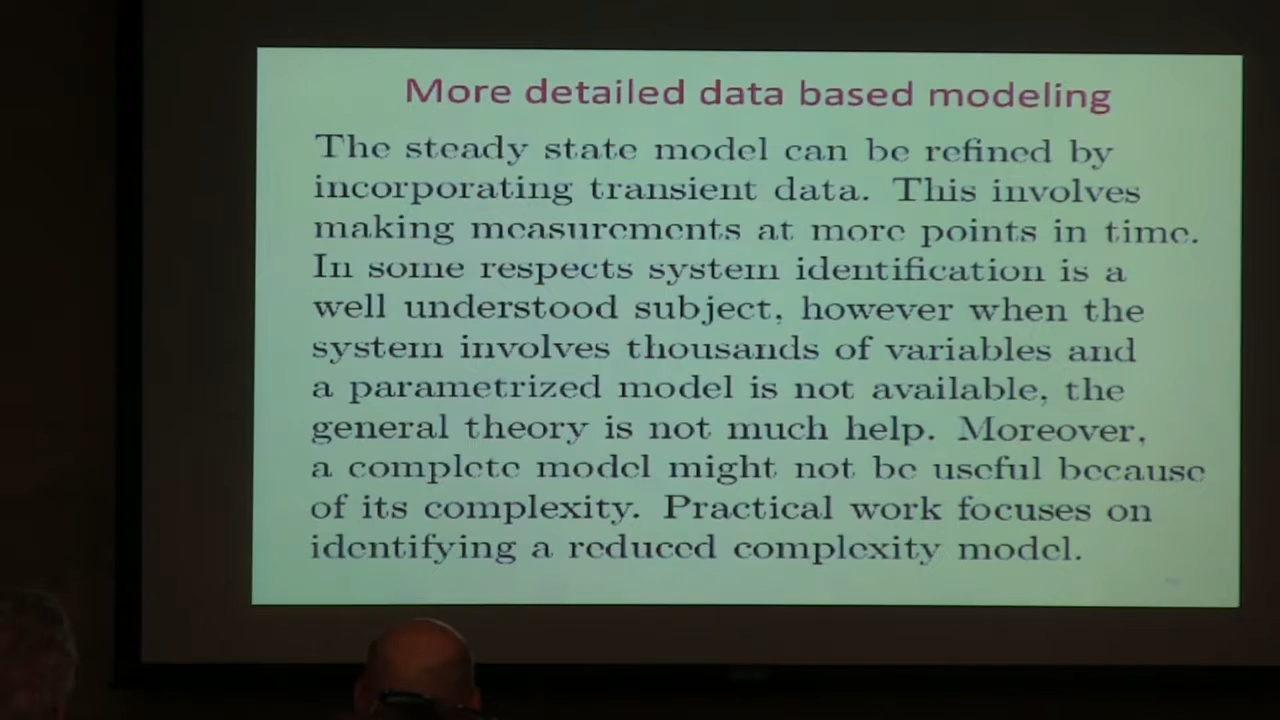 More detailed data based modeling
The steady state model can be refined by
incorporating transient data. This involves
making measurements at more points in time.
In some respects system identification is a
well understood subject, however when the
system involves thousands of variables and
a parametrized model is not available, the
general theory is not much help. Moreover,
a complete model might not be useful because
of its complexity. Practical work focuses on
identifying a reduced complexity model.